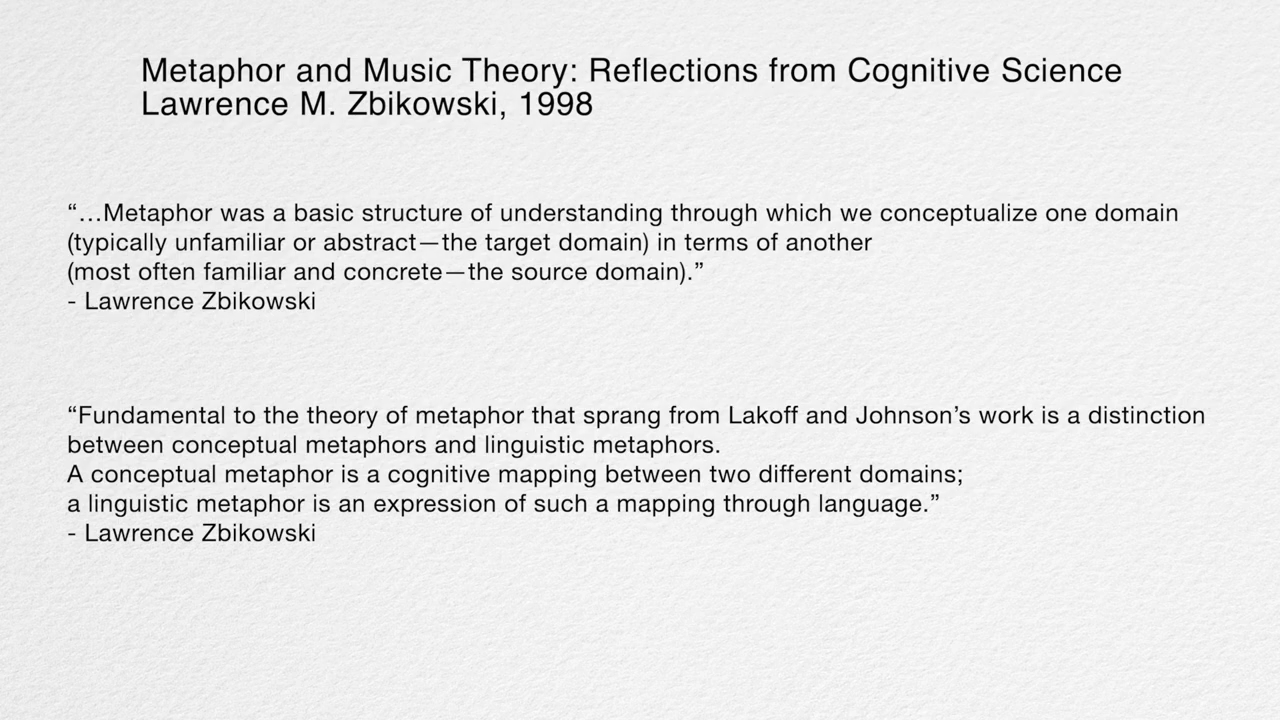 Metaphor and Music Theory: Reflections from Cognitive Science
Lawrence M. Zbikowski, 1998
“…Metaphor was a basic structure of understanding through which we conceptualize one domain
(typically unfamiliar or abstract—the target domain) in terms of another
(most often familiar and concrete—the source domain).”
- Lawrence Zbikowski
“Fundamental to the theory of metaphor that sprang from Lakoff and Johnson’s work is a distinction
between conceptual metaphors and linguistic metaphors.
A conceptual metaphor is a cognitive mapping between two different domains;
a linguistic metaphor is an expression of such a mapping through language.”
- Lawrence Zbikowski